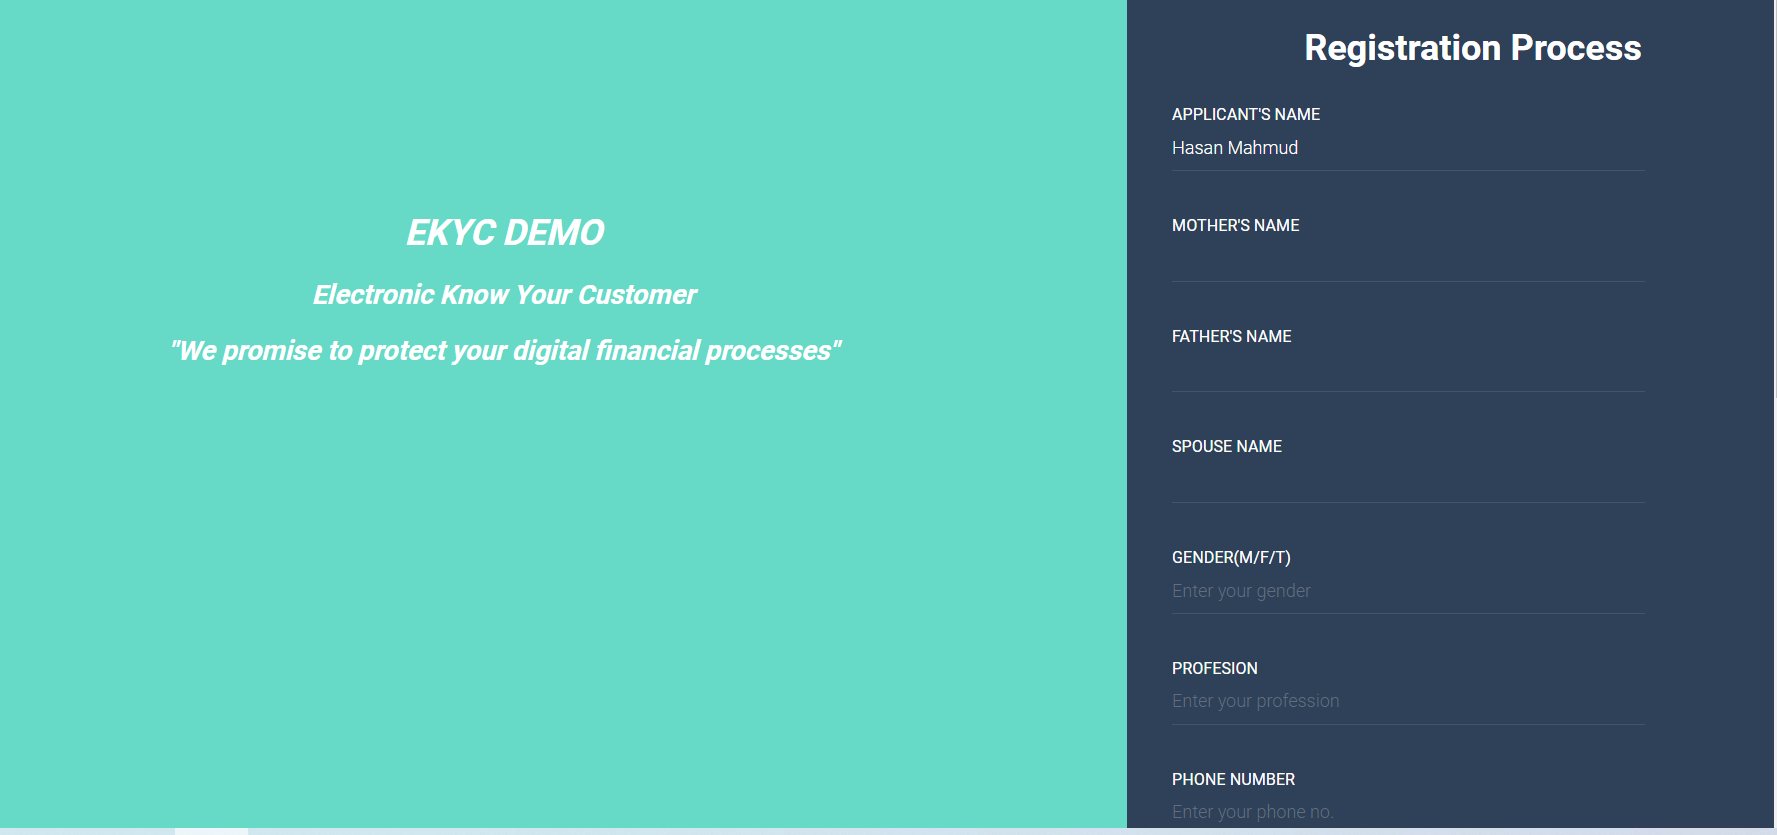 EKYC DEMO
Electronic Know Your Customer
"We promise to protect your digital financial processes"
Registration Process
APPLICANT'S NAME
Hasan Mahmud
MOTHER'S NAME
FATHER'S NAME
SPOUSE NAME
GENDER(M/F/T)
Enter your gender
PROFESION
Enter your profession
PHONE NUMBER
Enter your phone no.